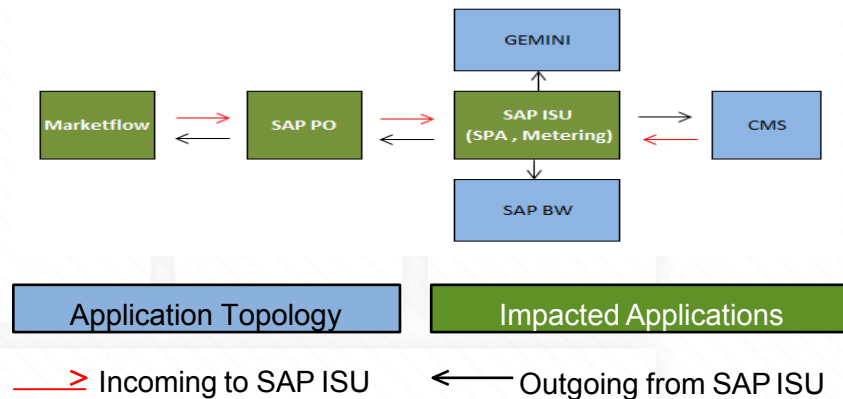 GEMINI
Marketflow
SAP PO
SAP ISU
(SPA , Metering)
CMS
SAP BW
Application Topology
Impacted Applications
Incoming to SAP ISU
Outgoing from SAP ISU